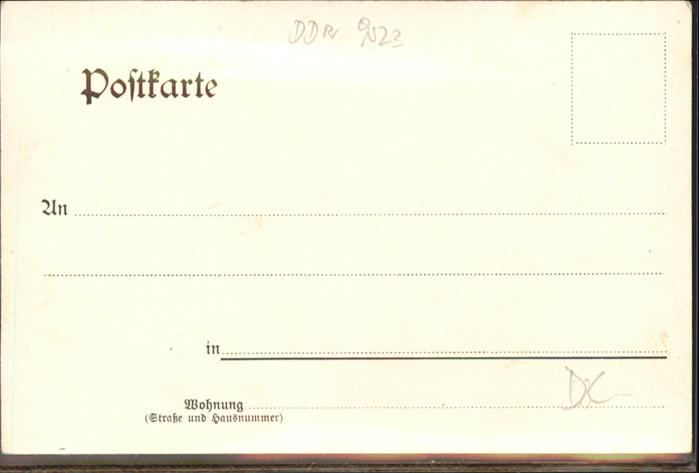 DDR 9023
Poſtkarte
An
in
Wohnung
(Straße und Hausnummer)